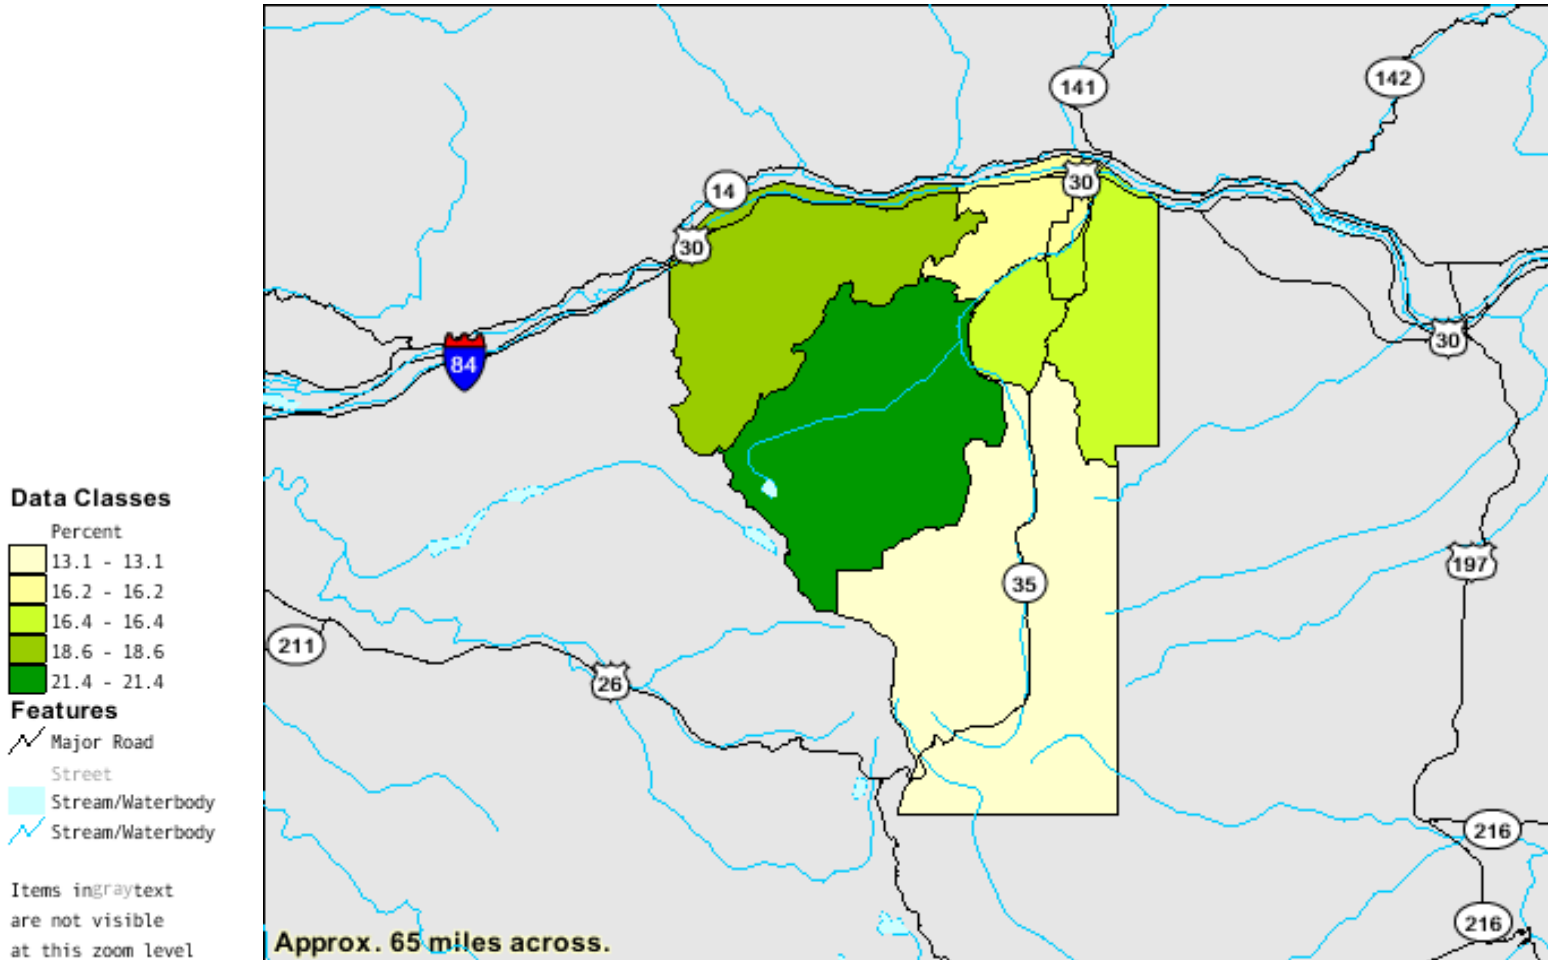 141
142
14
30
30
84
30
197
35
211
26
216
216
Data Classes
Percent
13.1 - 13.1
16.2 - 16.2
16.4 - 16.4
18.6 - 18.6
21.4 - 21.4
Features
Major Road
Street
Stream/Waterbody
Stream/Waterbody
Items in gray text
are not visible
at this zoom level
Approx. 65 miles across.